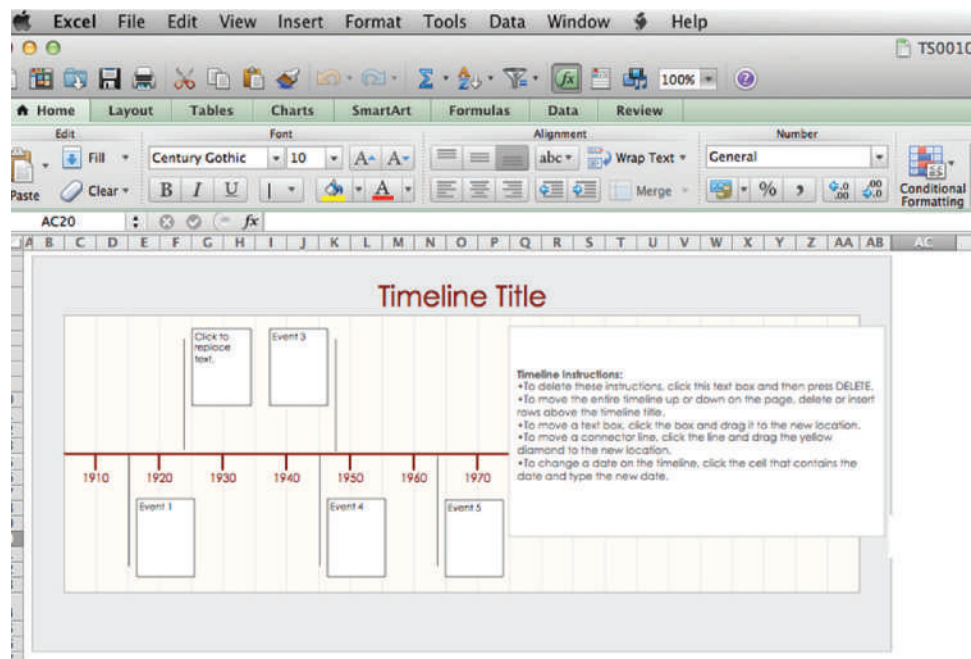 Excel File Edit View Insert Format Tools Data Window Help
TS0010
100%
Home Layout Tables Charts SmartArt Formulas Data Review
Edit Font Alignment Number
Fill Century Gothic 10 A A abc Wrap Text General
Paste Clear B I U A Merge % , .0 .00 .00 .0 Conditional
Formatting
AC20 fx
A B C D E F G H I J K L M N O P Q R S T U V W X Y Z AA AB AC
Timeline Title
Click to
replace
text.
Event 3
Timeline Instructions:
•To delete these instructions, click this text box and then press DELETE.
•To move the entire timeline up or down on the page, delete or insert
rows above the timeline title.
•To move a text box, click the box and drag it to the new location.
•To move a connector line, click the line and drag the yellow
diamond to the new location.
•To change a date on the timeline, click the cell that contains the
date and type the new date.
1910 1920 1930 1940 1950 1960 1970
Event 1 Event 4 Event 5